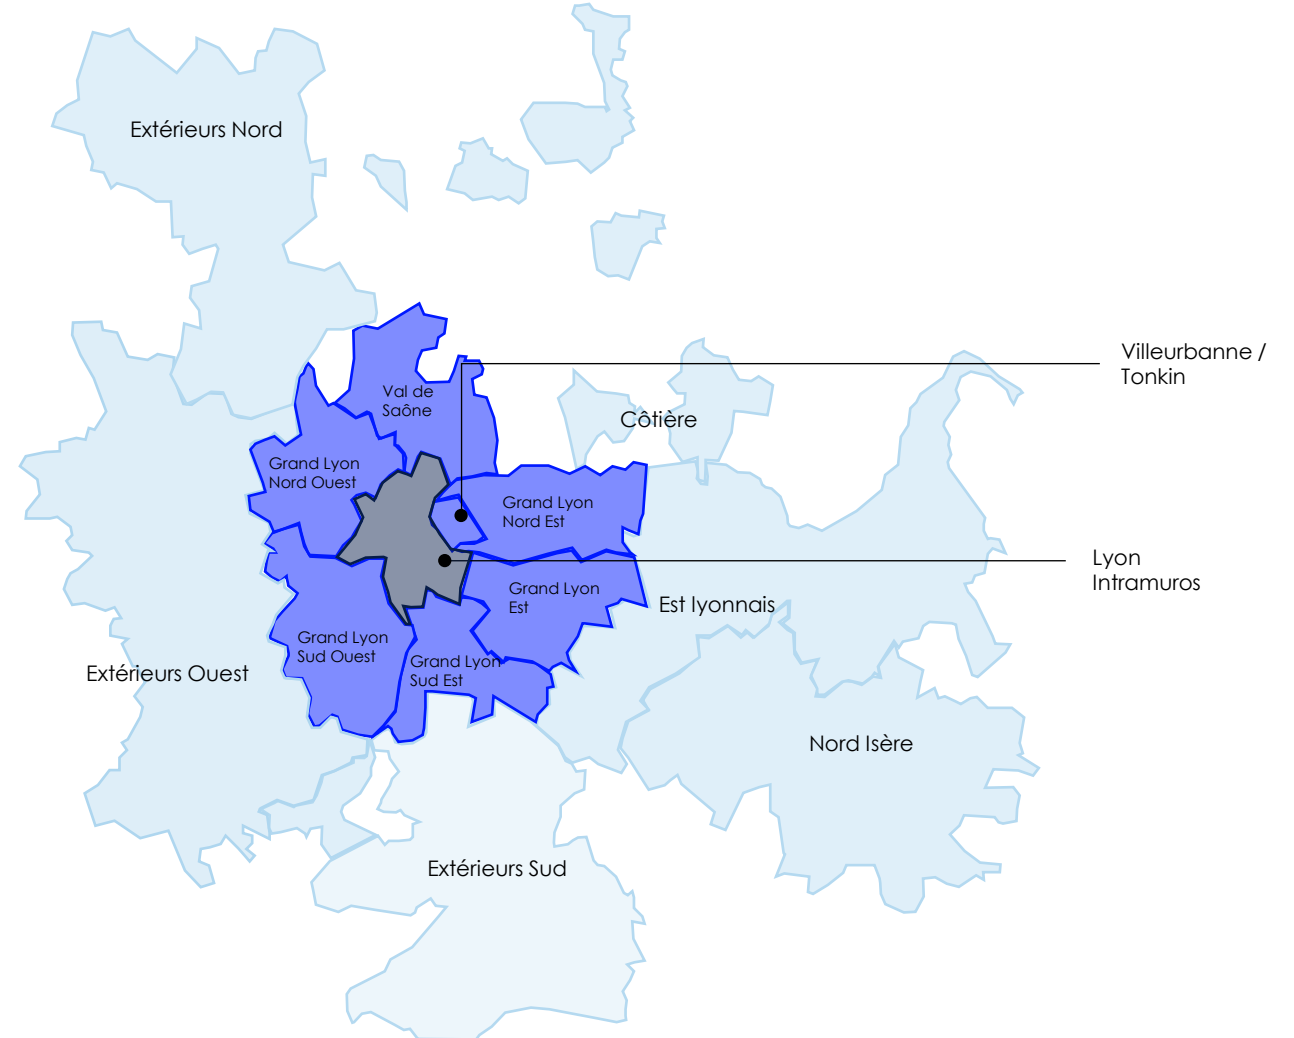 Extérieurs Nord
Villeurbanne /
Tonkin
Val de
Saône
Côtière
Grand Lyon
Nord Ouest
Grand Lyon
Nord Est
Lyon
Intramuros
Grand Lyon
Est
Est lyonnais
Grand Lyon
Sud Ouest
Grand Lyon
Sud Est
Extérieurs Ouest
Nord Isère
Extérieurs Sud